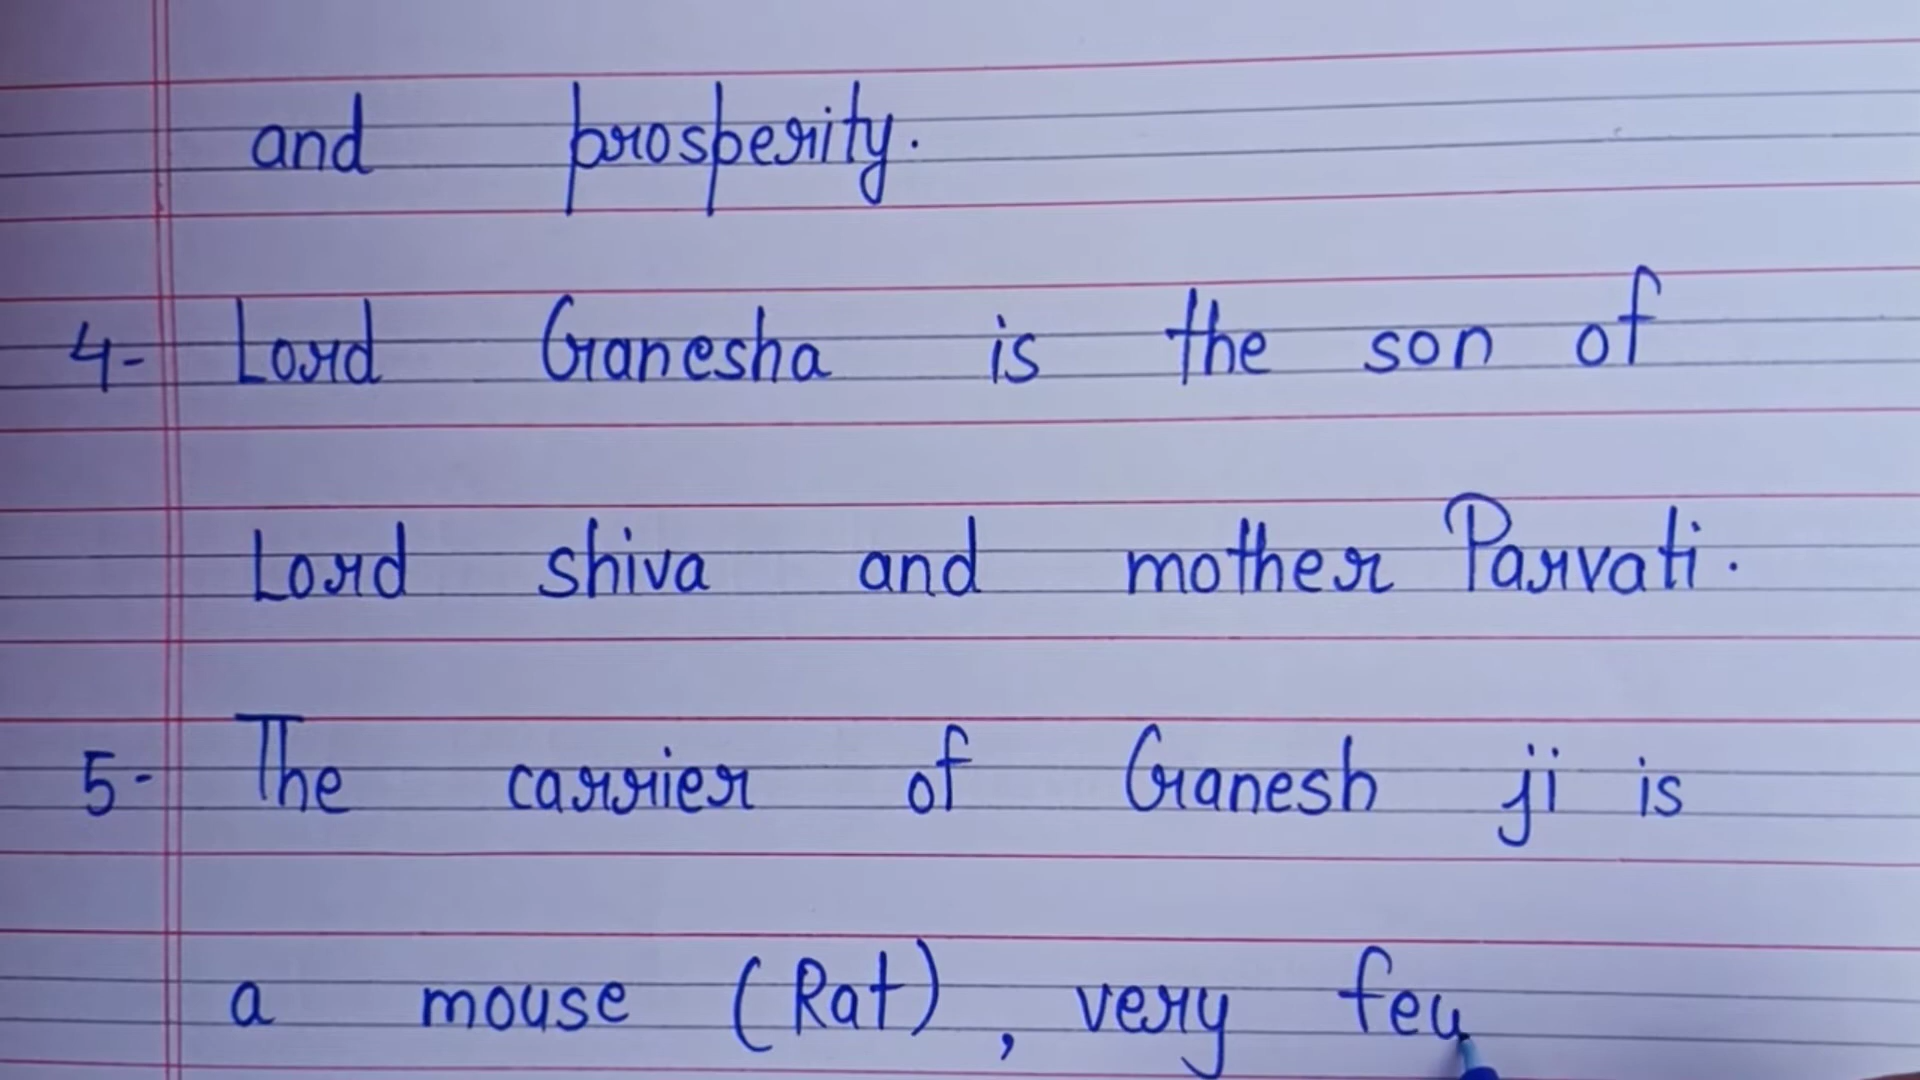 and prosperity.
4- Lord Ganesha is the son of
Lord shiva and mother Parvati.
5- The carrier of Ganesh ji is
a mouse (Rat), very